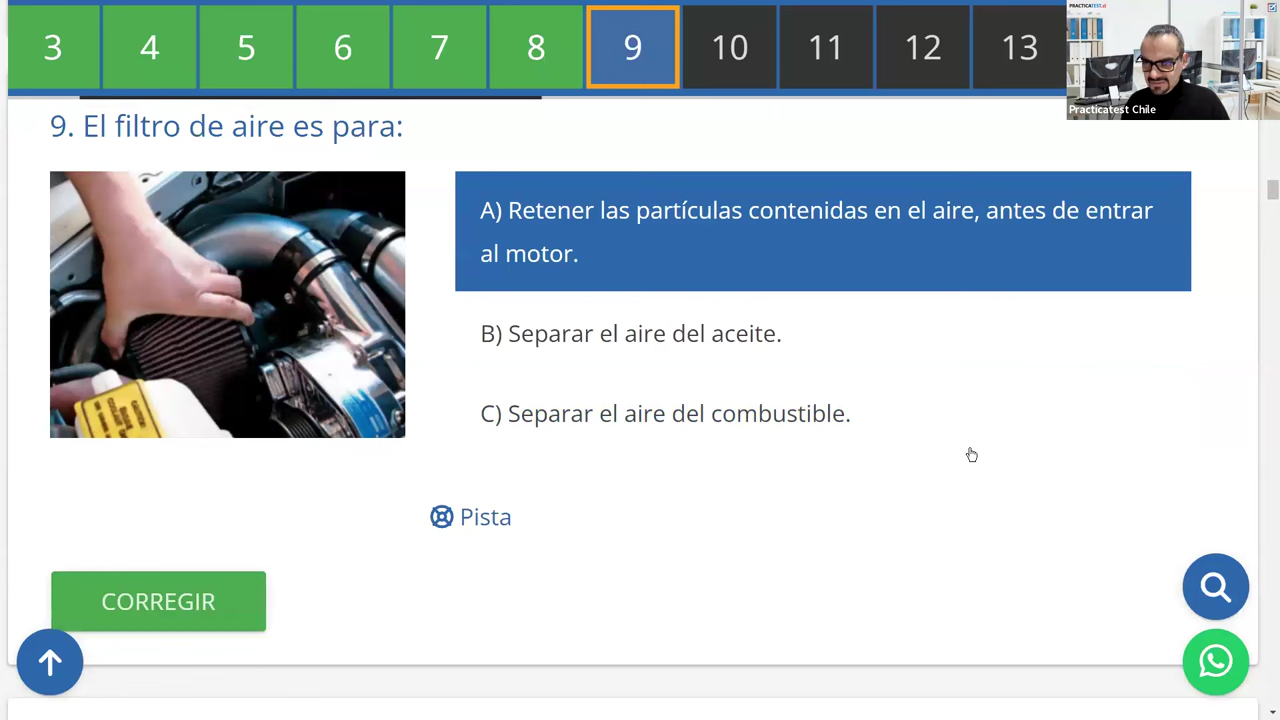 3 4 5 6 7 8 9 10 11 12 13
PRACTICATEST.cl
Practicatest Chile
9. El filtro de aire es para:
A) Retener las partículas contenidas en el aire, antes de entrar
al motor.
B) Separar el aire del aceite.
C) Separar el aire del combustible.
Pista
CORREGIR